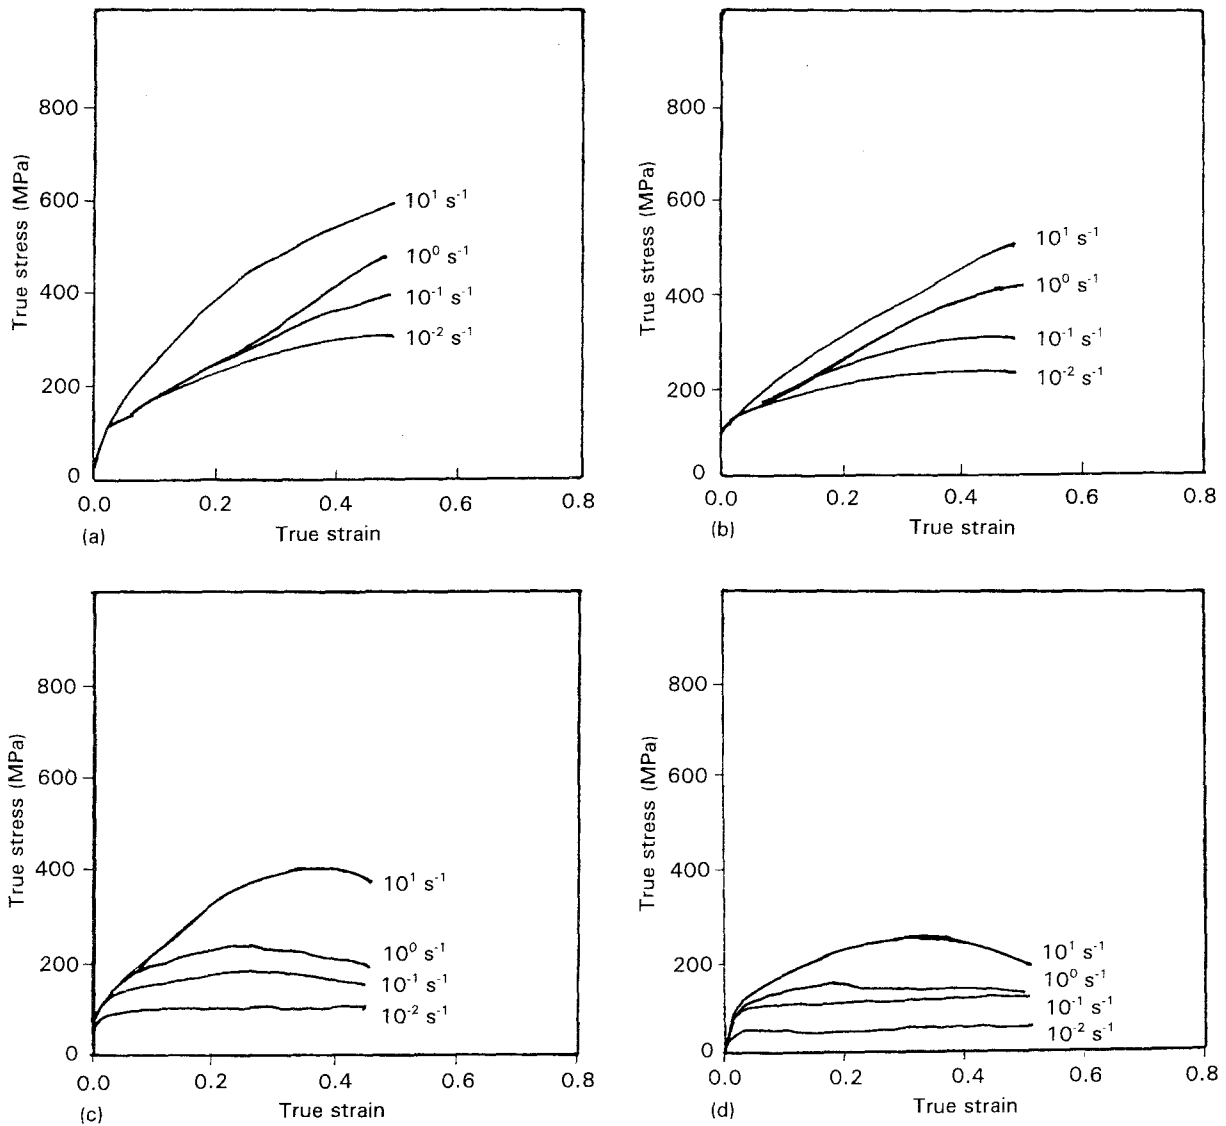 800
600
400
200
0
True stress (MPa)
10¹ s⁻¹
10⁰ s⁻¹
10⁻¹ s⁻¹
10⁻² s⁻¹
0.0 0.2 0.4 0.6 0.8
(a) True strain
800
600
400
200
0
True stress (MPa)
10¹ s⁻¹
10⁰ s⁻¹
10⁻¹ s⁻¹
10⁻² s⁻¹
0.0 0.2 0.4 0.6 0.8
(b) True strain
800
600
400
200
0
True stress (MPa)
10¹ s⁻¹
10⁰ s⁻¹
10⁻¹ s⁻¹
10⁻² s⁻¹
0.0 0.2 0.4 0.6 0.8
(c) True strain
800
600
400
200
0
True stress (MPa)
10¹ s⁻¹
10⁰ s⁻¹
10⁻¹ s⁻¹
10⁻² s⁻¹
0.0 0.2 0.4 0.6 0.8
(d) True strain